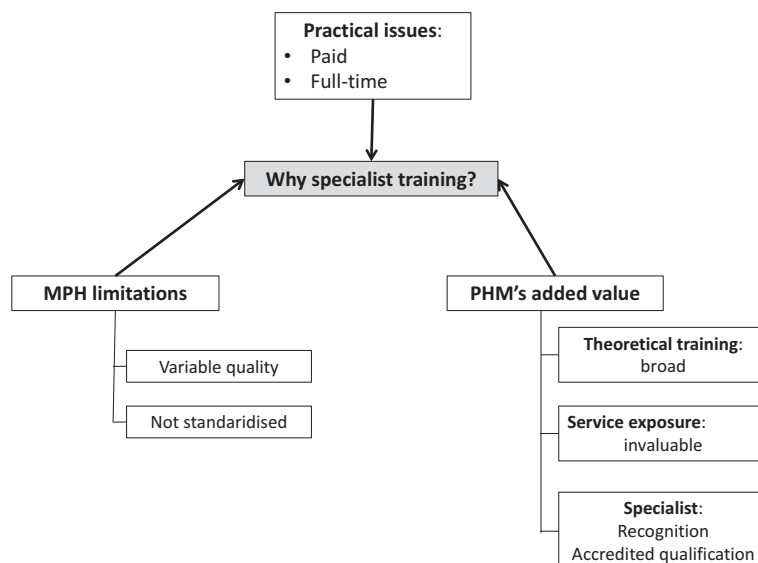 Practical issues:
• Paid
• Full-time
Why specialist training?
MPH limitations
Variable quality
Not standaridised
PHM’s added value
Theoretical training:
broad
Service exposure:
invaluable
Specialist:
Recognition
Accredited qualification